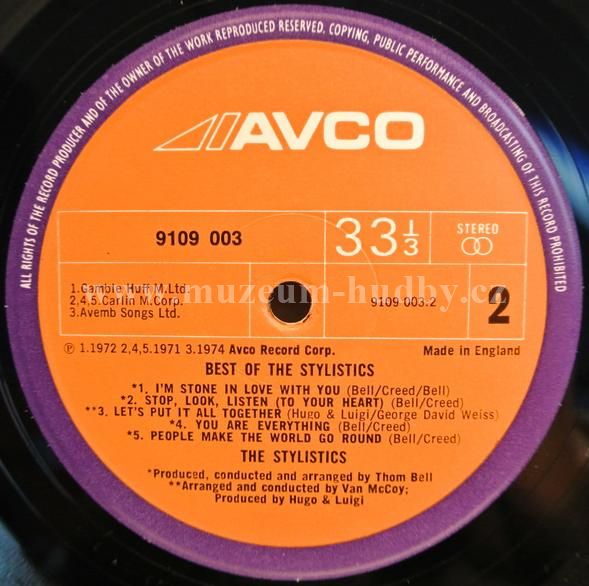 ALL RIGHTS OF THE RECORD PRODUCER AND OF THE OWNER OF THE WORK REPRODUCED RESERVED. COPYING, PUBLIC PERFORMANCE AND BROADCASTING OF THIS RECORD PROHIBITED
AVCO
9109 003
33 1/3
STEREO
1.Gamble Huff M.Ltd.
2,4,5.Carlin M.Corp.
3.Avemb Songs Ltd.
9109 003.2
2
www.muzeum-hudby.cz
℗ 1.1972 2,4,5.1971 3.1974 Avco Record Corp.
Made in England
BEST OF THE STYLISTICS
*1. I'M STONE IN LOVE WITH YOU (Bell/Creed/Bell)
*2. STOP, LOOK, LISTEN (TO YOUR HEART) (Bell/Creed)
**3. LET'S PUT IT ALL TOGETHER (Hugo & Luigi/George David Weiss)
*4. YOU ARE EVERYTHING (Bell/Creed)
*5. PEOPLE MAKE THE WORLD GO ROUND (Bell/Creed)
THE STYLISTICS
*Produced, conducted and arranged by Thom Bell
**Arranged and conducted by Van McCoy;
Produced by Hugo & Luigi